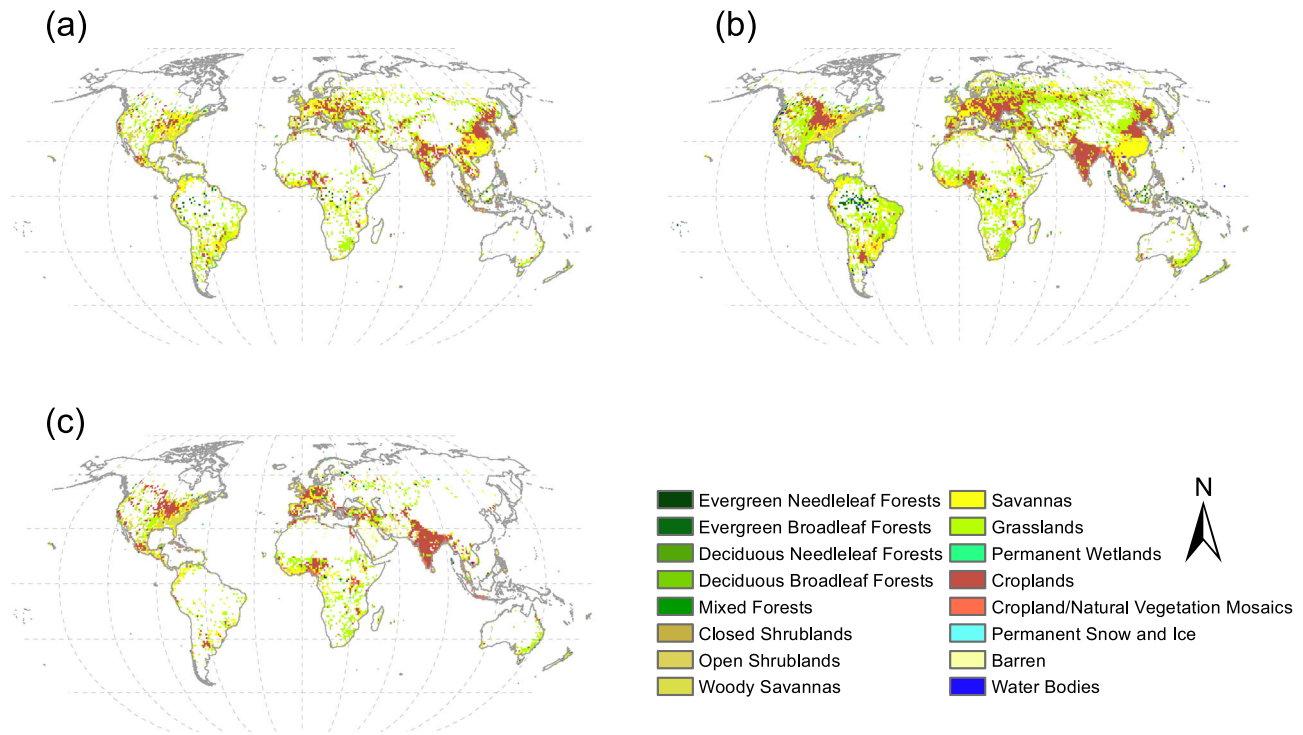 (a)
(b)
(c)
N
Evergreen Needleleaf Forests
Evergreen Broadleaf Forests
Deciduous Needleleaf Forests
Deciduous Broadleaf Forests
Mixed Forests
Closed Shrublands
Open Shrublands
Woody Savannas
Savannas
Grasslands
Permanent Wetlands
Croplands
Cropland/Natural Vegetation Mosaics
Permanent Snow and Ice
Barren
Water Bodies